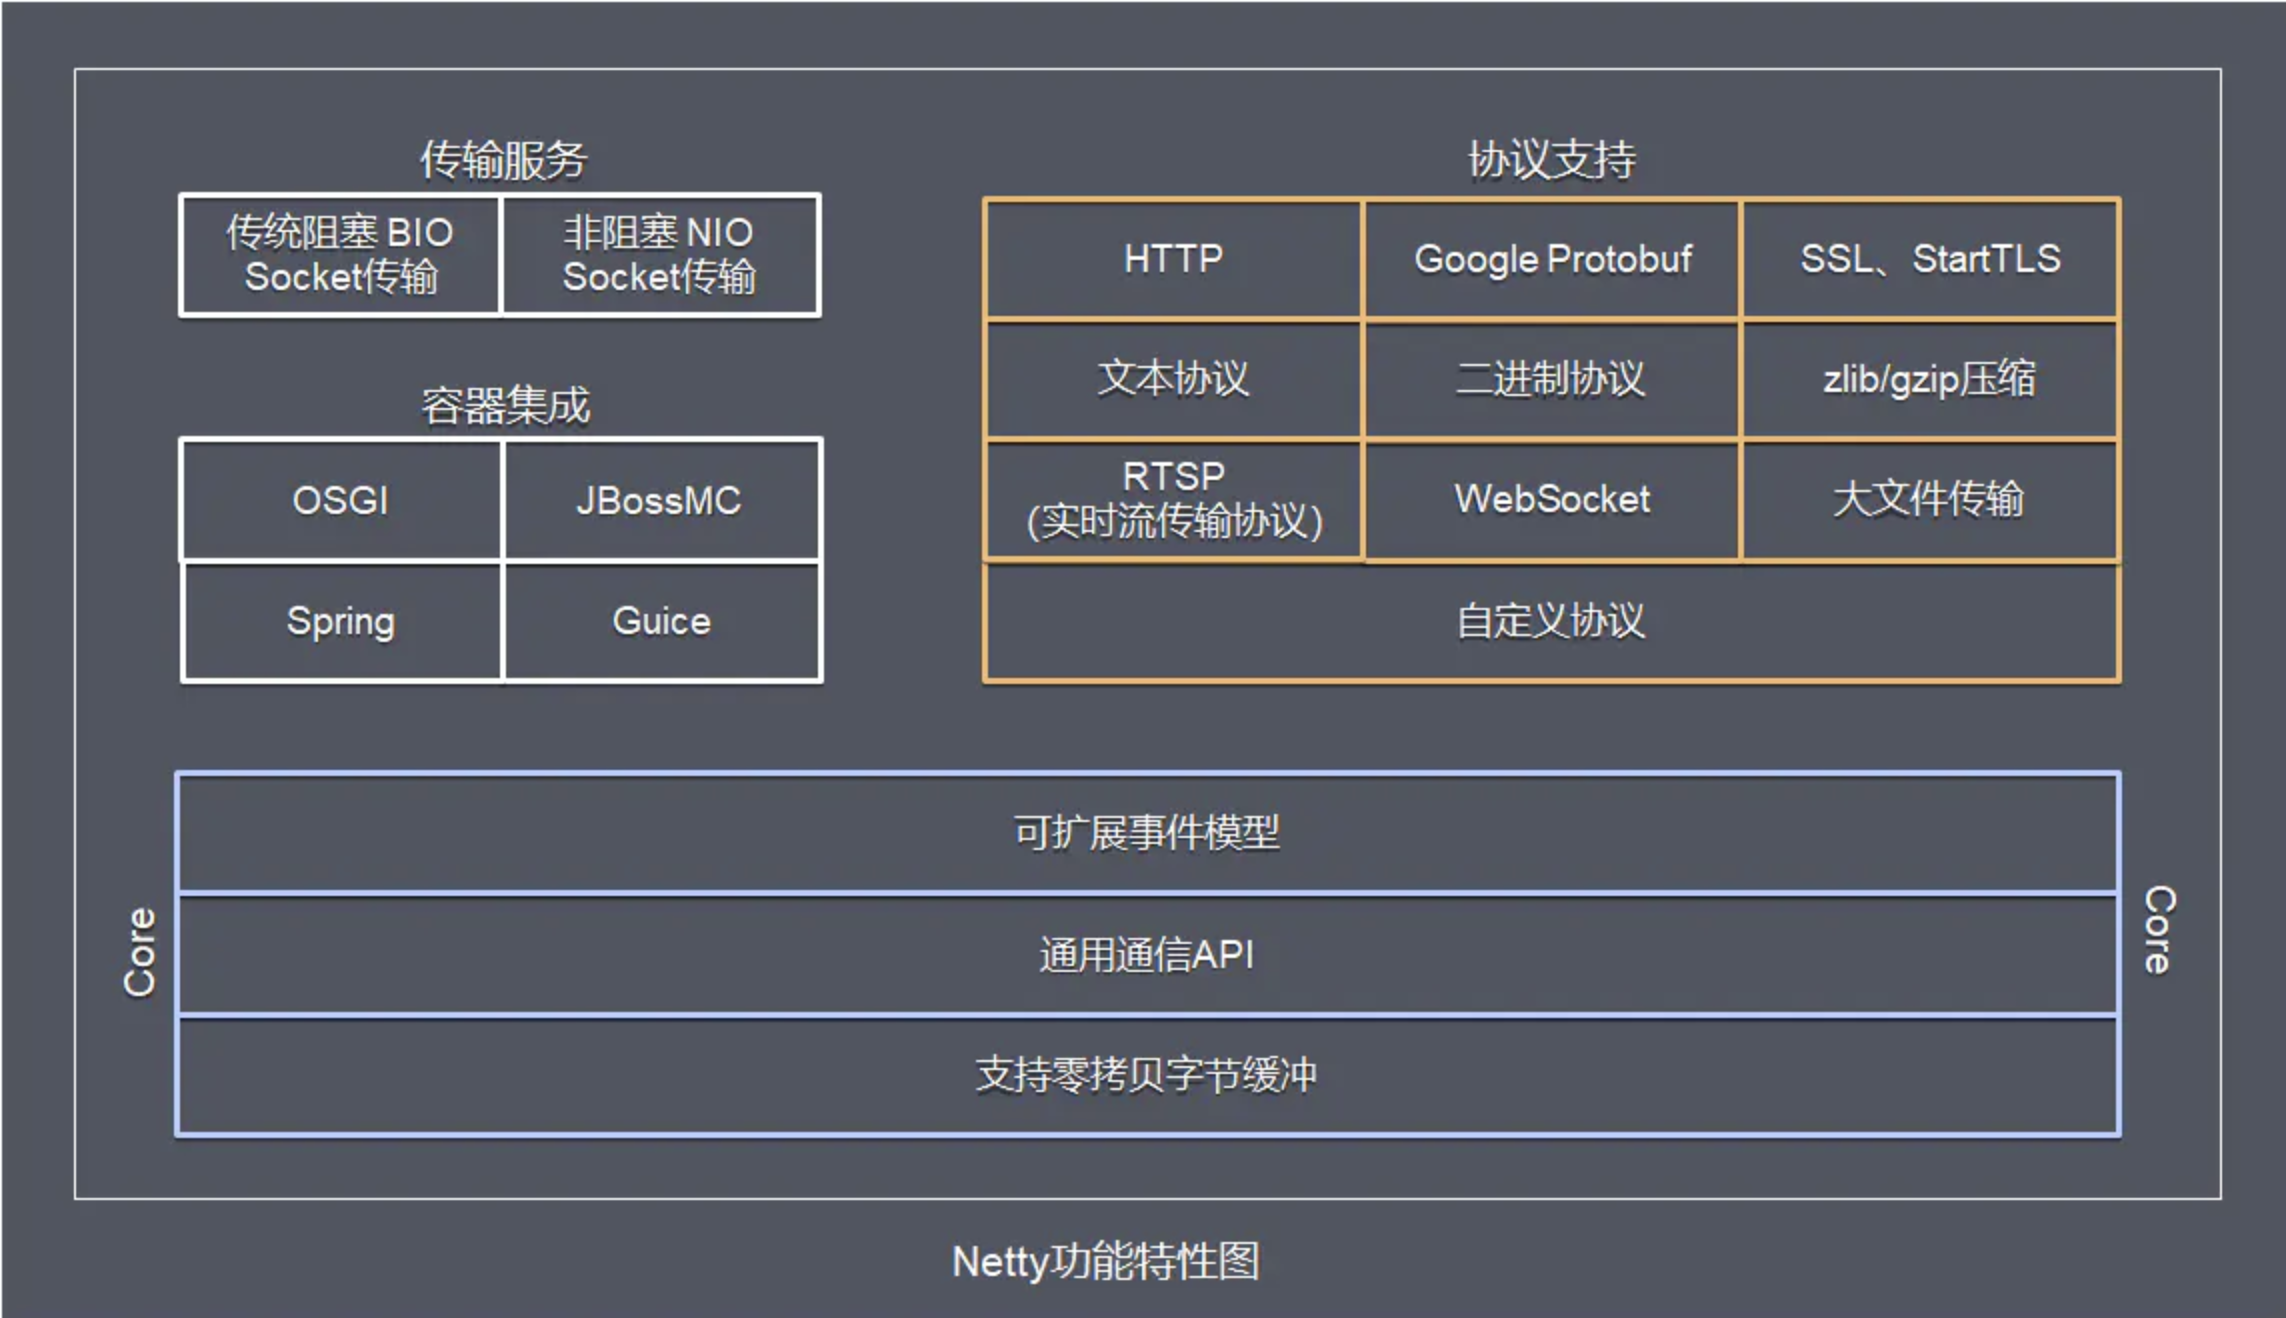 传输服务
传统阻塞 BIO
Socket传输
非阻塞 NIO
Socket传输
容器集成
OSGI
JBossMC
Spring
Guice
协议支持
HTTP
Google Protobuf
SSL、StartTLS
文本协议
二进制协议
zlib/gzip压缩
RTSP
(实时流传输协议)
WebSocket
大文件传输
自定义协议
Core
可扩展事件模型
通用通信API
支持零拷贝字节缓冲
Core
Netty功能特性图